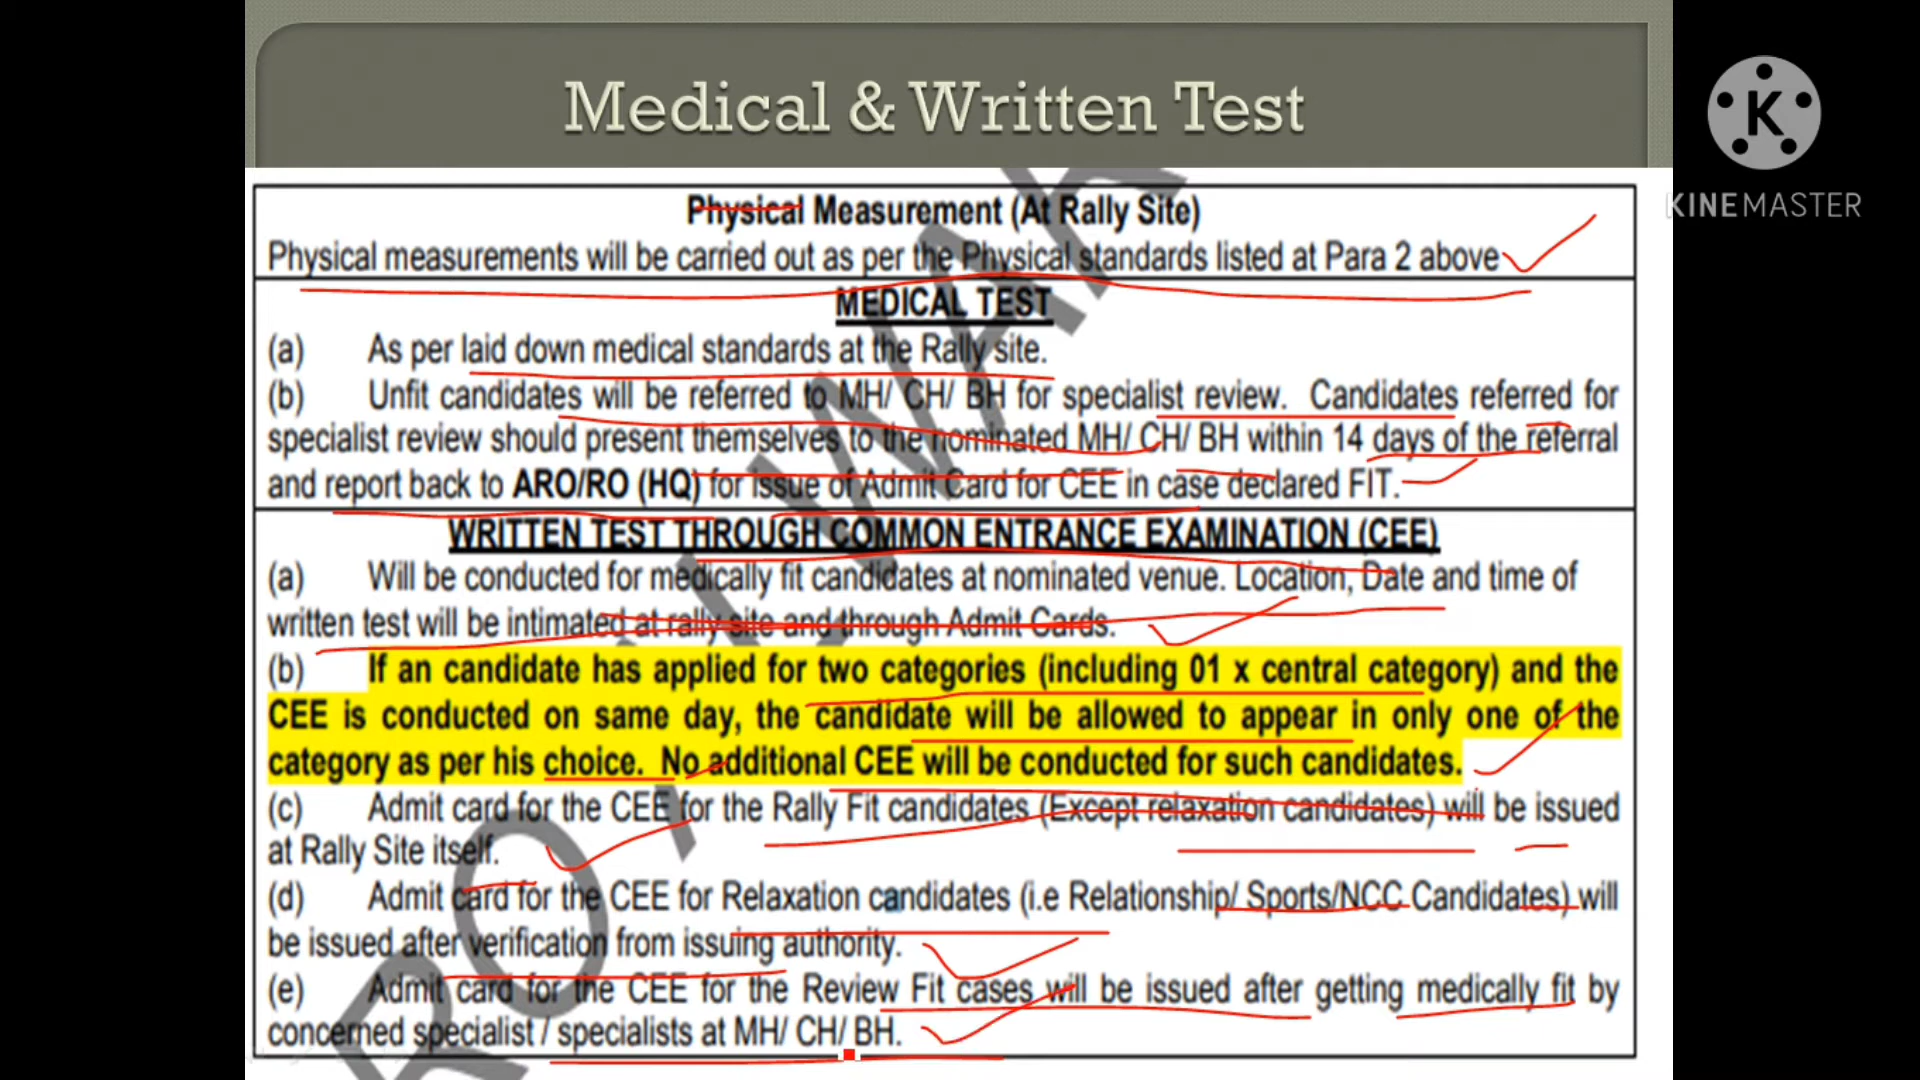 Medical & Written Test
KINEMASTER
Physical Measurement (At Rally Site)
Physical measurements will be carried out as per the Physical standards listed at Para 2 above
MEDICAL TEST
(a) As per laid down medical standards at the Rally site.
(b) Unfit candidates will be referred to MH/ CH/ BH for specialist review. Candidates referred for
specialist review should present themselves to the nominated MH/ CH/ BH within 14 days of the referral
and report back to ARO/RO (HQ) for issue of Admit Card for CEE in case declared FIT.
WRITTEN TEST THROUGH COMMON ENTRANCE EXAMINATION (CEE)
(a) Will be conducted for medically fit candidates at nominated venue. Location, Date and time of
written test will be intimated at rally site and through Admit Cards.
(b) If an candidate has applied for two categories (including 01 x central category) and the
CEE is conducted on same day, the candidate will be allowed to appear in only one of the
category as per his choice. No additional CEE will be conducted for such candidates.
(c) Admit card for the CEE for the Rally Fit candidates (Except relaxation candidates) will be issued
at Rally Site itself.
(d) Admit card for the CEE for Relaxation candidates (i.e Relationship/ Sports/NCC Candidates) will
be issued after verification from issuing authority.
(e) Admit card for the CEE for the Review Fit cases will be issued after getting medically fit by
concerned specialist / specialists at MH/ CH/ BH.